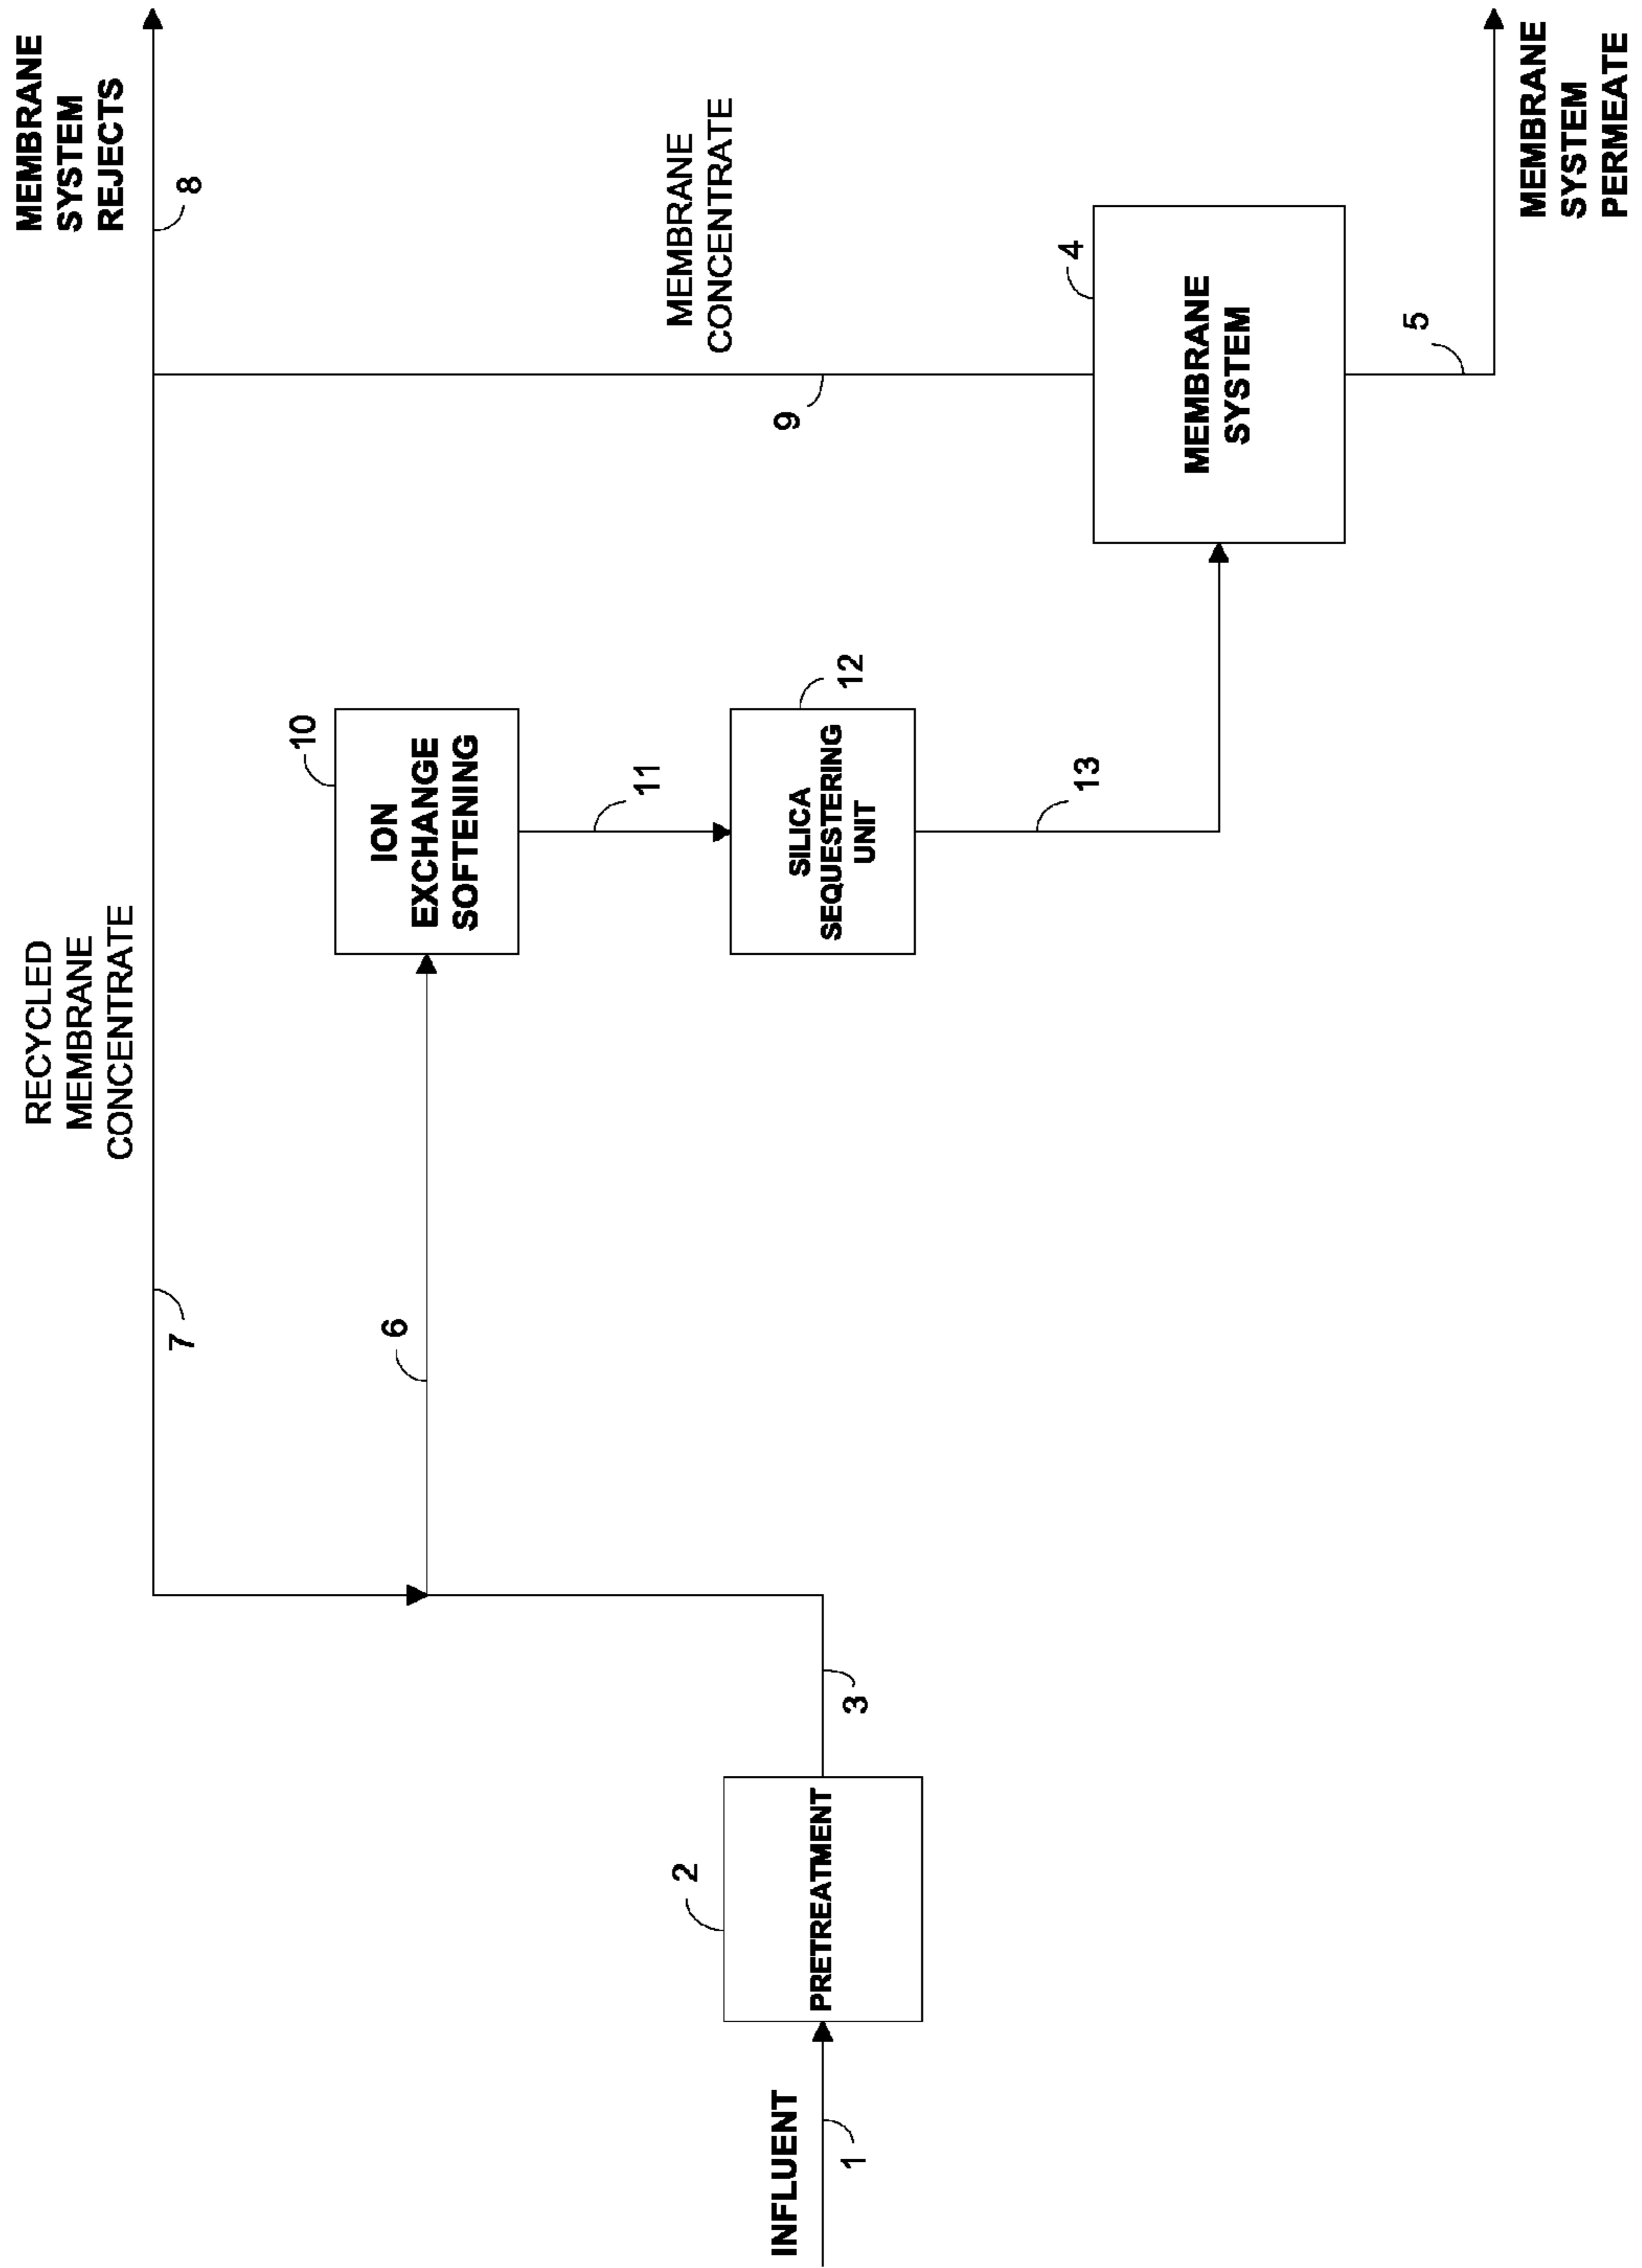 RECYCLED
MEMBRANE
CONCENTRATE
MEMBRANE
SYSTEM
REJECTS
7
8
6
10
ION
EXCHANGE
SOFTENING
11
MEMBRANE
CONCENTRATE
9
INFLUENT
1
2
PRETREATMENT
3
SILICA
SEQUESTERING
UNIT
12
13
4
MEMBRANE
SYSTEM
5
MEMBRANE
SYSTEM
PERMEATE